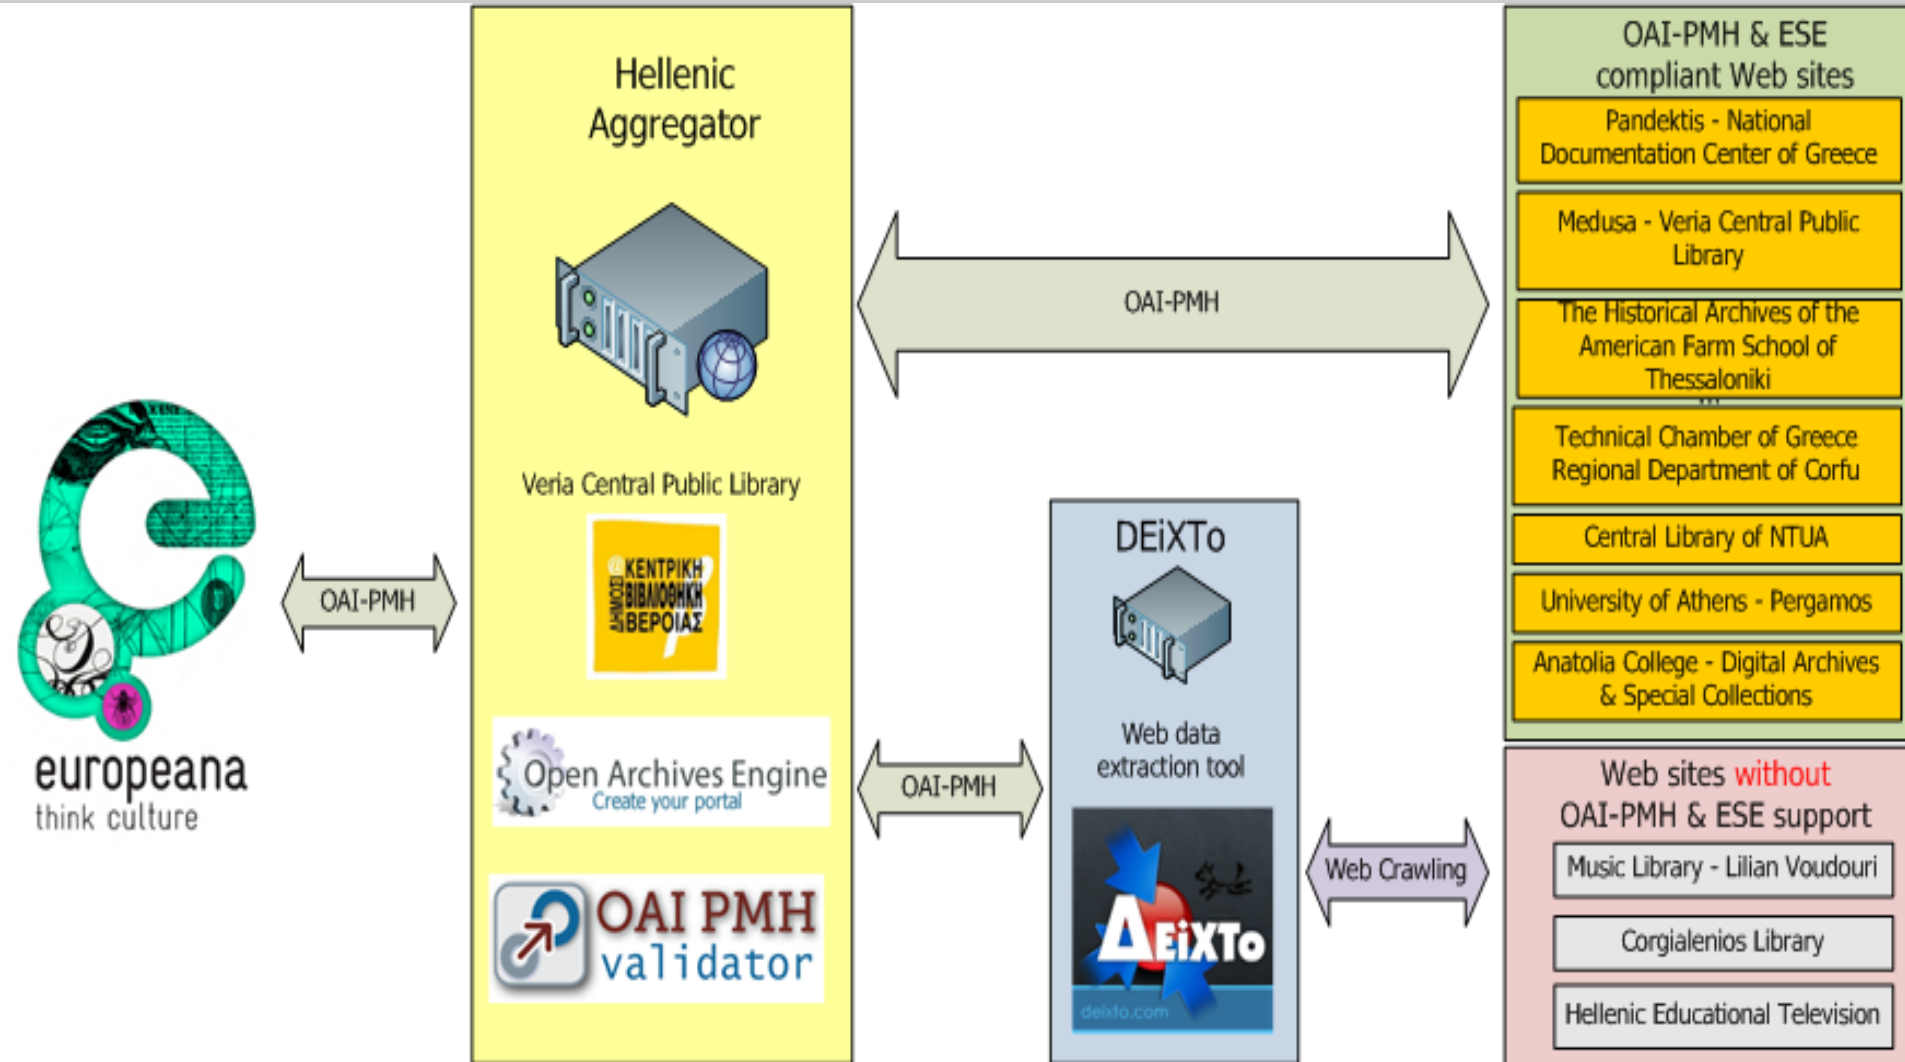 Hellenic
Aggregator
Veria Central Public Library
ΔΗΜΟΣΙΑ
ΚΕΝΤΡΙΚΗ
ΒΙΒΛΙΟΘΗΚΗ
ΒΕΡΟΙΑΣ
Open Archives Engine
Create your portal
OAI PMH
validator
europeana
think culture
OAI-PMH
OAI-PMH
OAI-PMH
DEiXTo
Web data
extraction tool
ΔEiXTo
deixto.com
Web Crawling
OAI-PMH & ESE
compliant Web sites
Pandektis - National
Documentation Center of Greece
Medusa - Veria Central Public
Library
The Historical Archives of the
American Farm School of
Thessaloniki
...
Technical Chamber of Greece
Regional Department of Corfu
Central Library of NTUA
University of Athens - Pergamos
Anatolia College - Digital Archives
& Special Collections
Web sites without
OAI-PMH & ESE support
Music Library - Lilian Voudouri
Corgialenios Library
Hellenic Educational Television